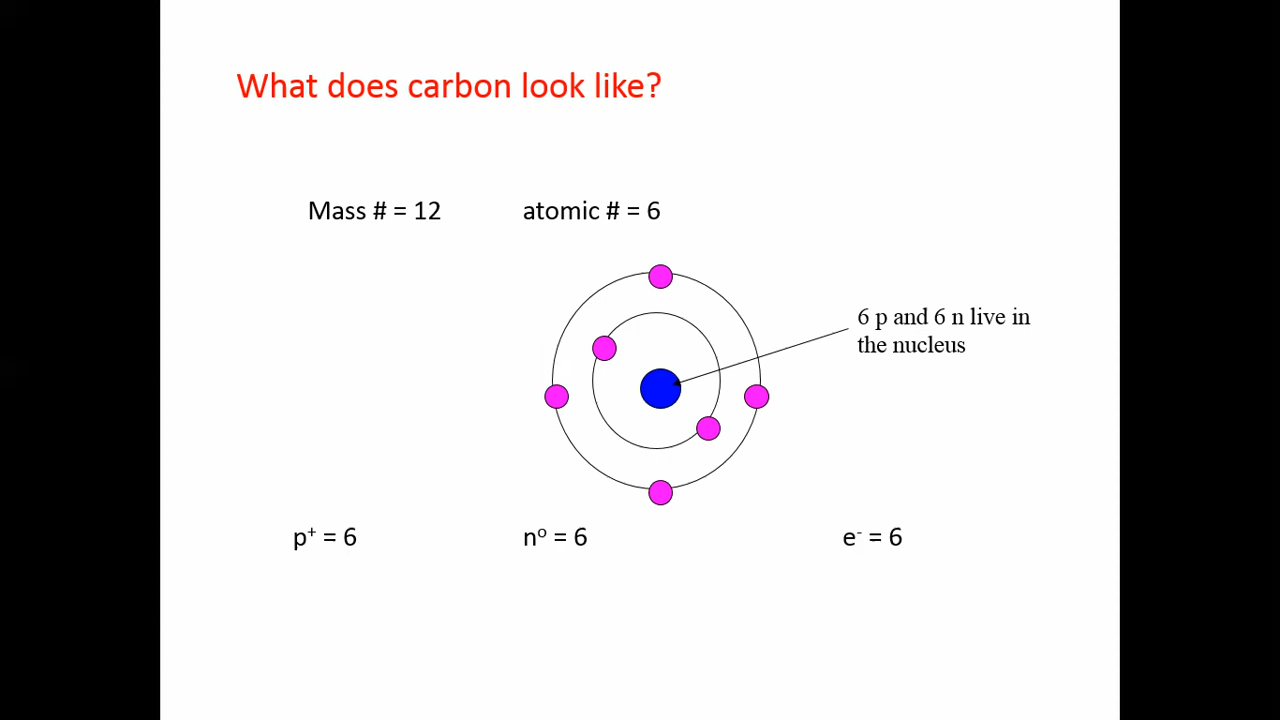 What does carbon look like?
Mass # = 12 atomic # = 6
6 p and 6 n live in
the nucleus
p⁺ = 6 nᵒ = 6 e⁻ = 6